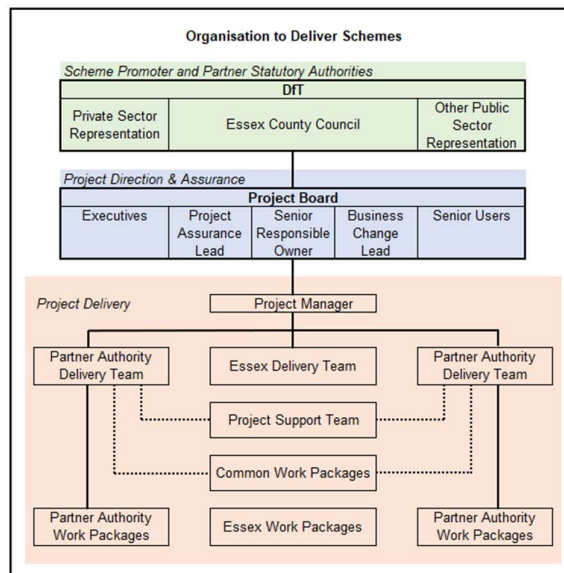 Organisation to Deliver Schemes
Scheme Promoter and Partner Statutory Authorities
DfT
Private Sector
Representation
Essex County Council
Other Public
Sector
Representation
Project Direction & Assurance
Project Board
Executives
Project
Assurance
Lead
Senior
Responsible
Owner
Business
Change
Lead
Senior Users
Project Delivery
Project Manager
Partner Authority
Delivery Team
Essex Delivery Team
Partner Authority
Delivery Team
Project Support Team
Common Work Packages
Partner Authority
Work Packages
Essex Work Packages
Partner Authority
Work Packages